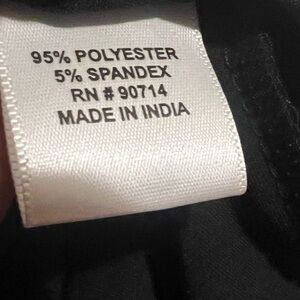 95% POLYESTER
5% SPANDEX
RN # 90714
MADE IN INDIA